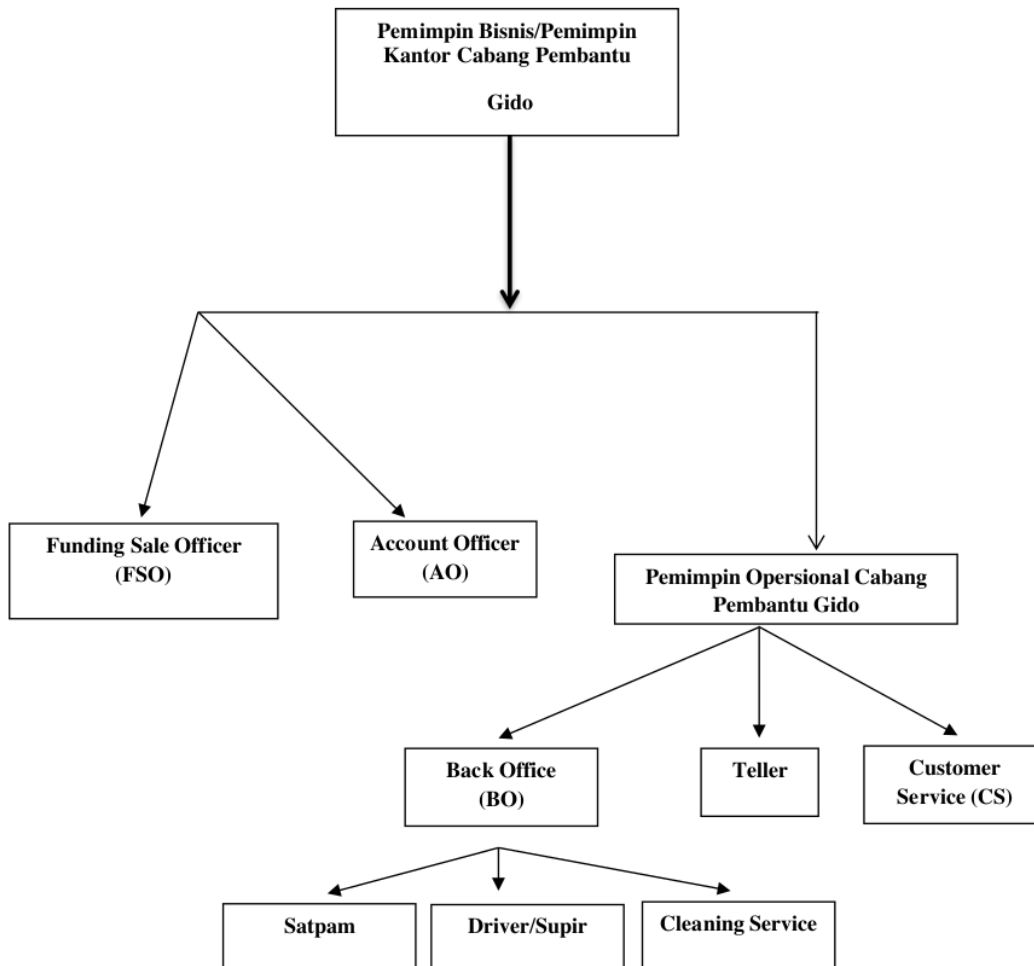 Pemimpin Bisnis/Pemimpin
Kantor Cabang Pembantu
Gido
Funding Sale Officer
(FSO)
Account Officer
(AO)
Pemimpin Opersional Cabang
Pembantu Gido
Back Office
(BO)
Teller
Customer
Service (CS)
Satpam
Driver/Supir
Cleaning Service